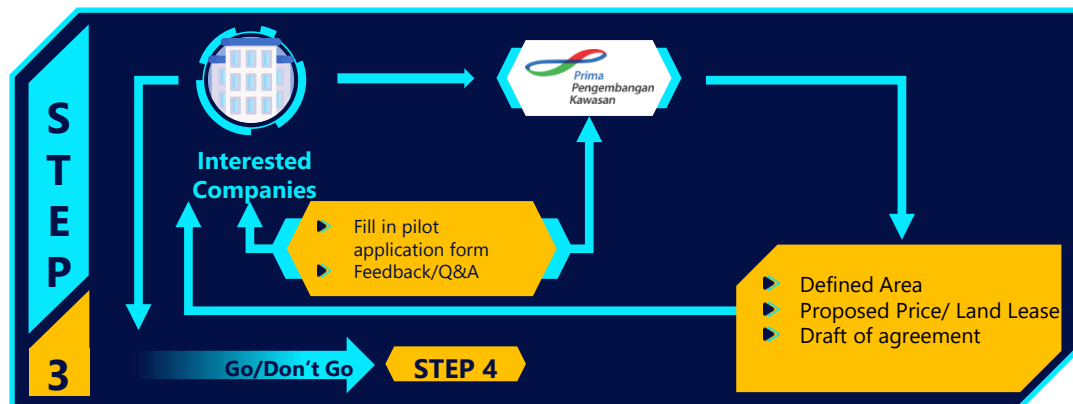 STEP
3
Interested
Companies
Prima
Pengembangan
Kawasan
Fill in pilot
application form
Feedback/Q&A
Defined Area
Proposed Price/ Land Lease
Draft of agreement
Go/Don’t Go
STEP 4